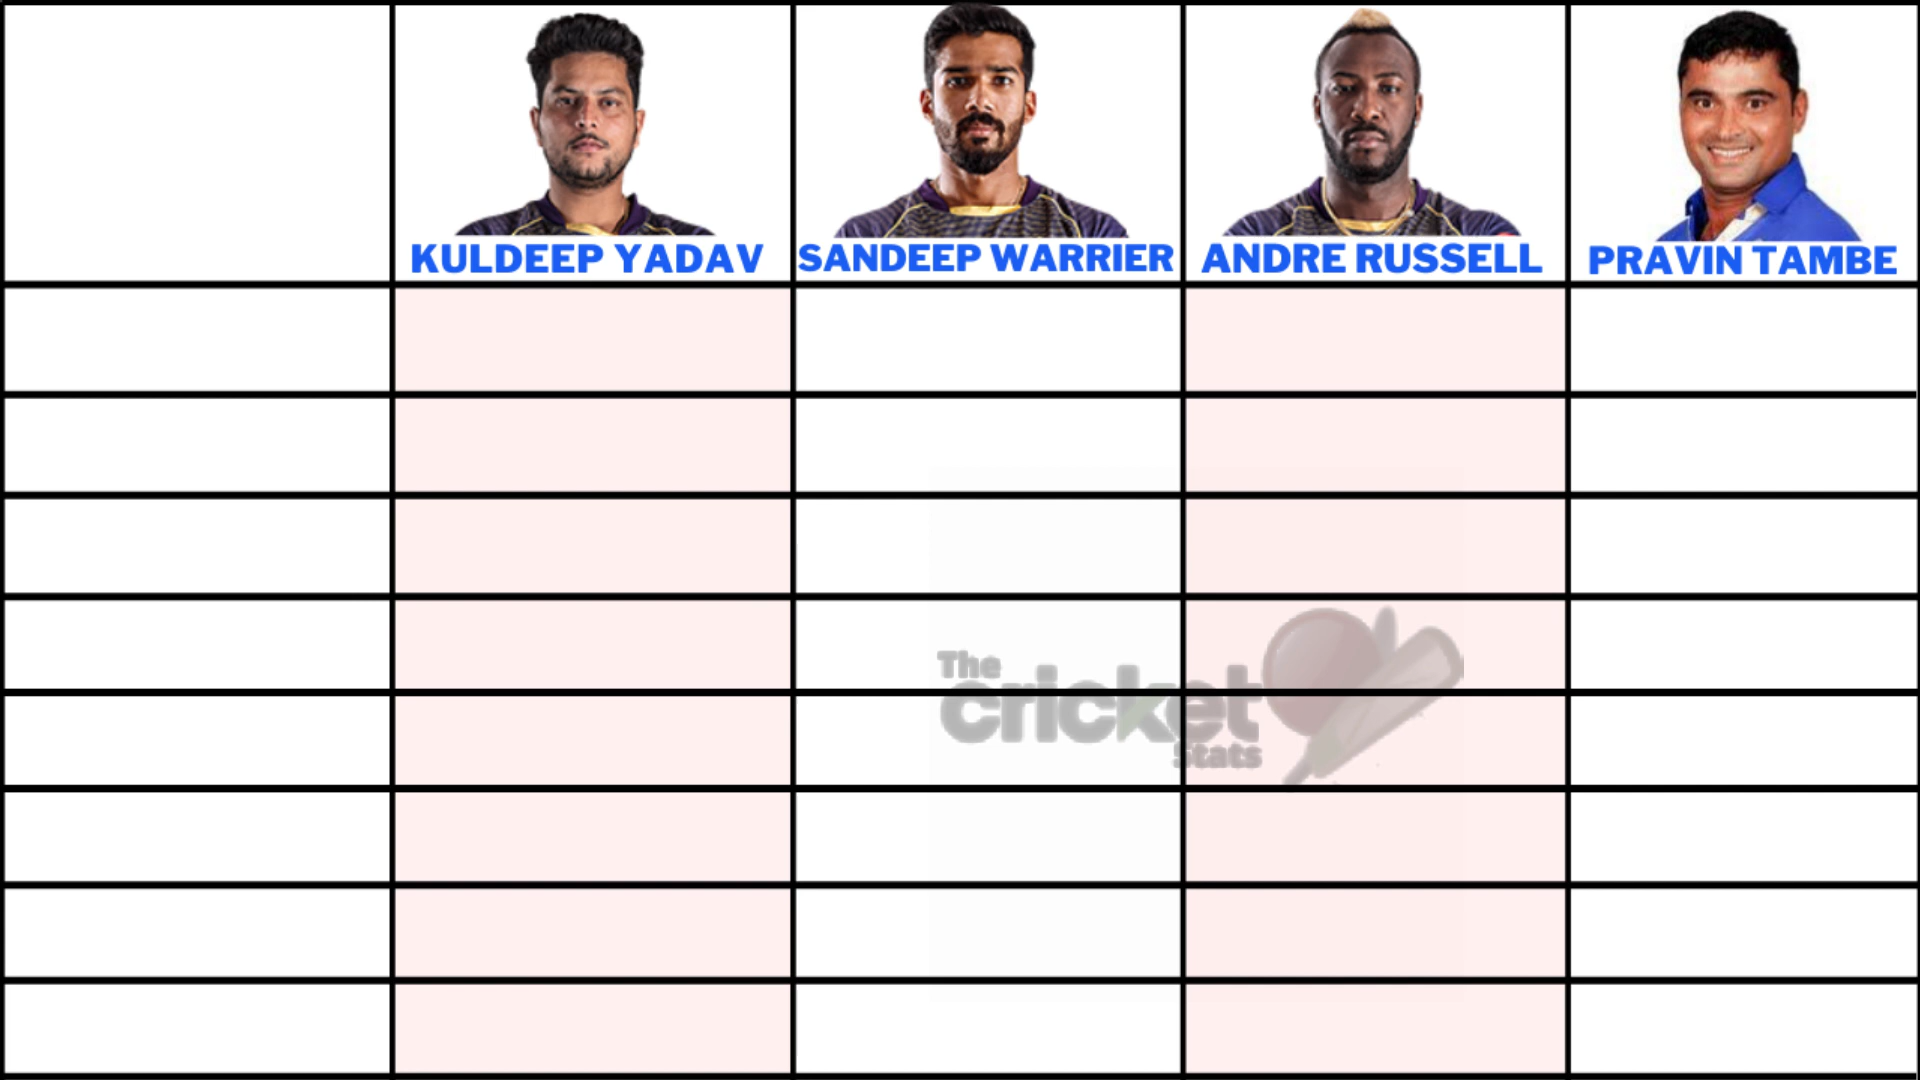 KULDEEP YADAV
SANDEEP WARRIER
ANDRE RUSSELL
PRAVIN TAMBE
The
cricket
Stats